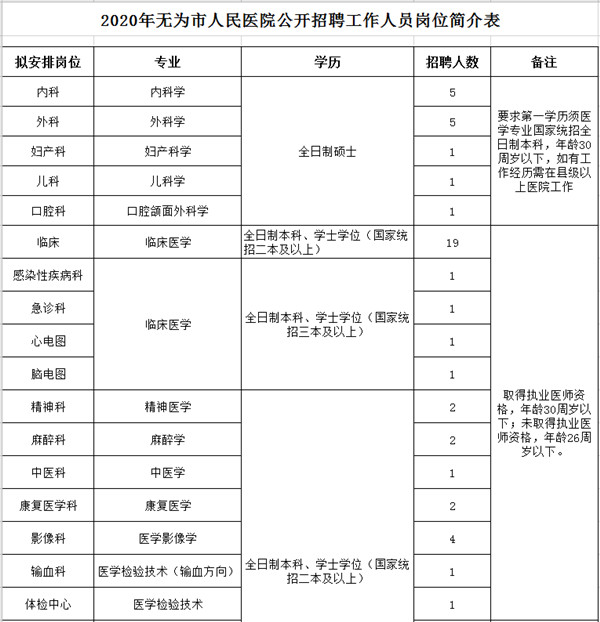 2020年无为市人民医院公开招聘工作人员岗位简介表
拟安排岗位 专业 学历 招聘人数 备注
内科 内科学 5
外科 外科学 5
妇产科 妇产科学 1
儿科 儿科学 1
口腔科 口腔颌面外科学 1
全日制硕士
要求第一学历须医
学专业国家统招全
日制本科，年龄30
周岁以下，如有工
作经历需在县级以
上医院工作
临床 临床医学 19
全日制本科、学士学位（国家统
招二本及以上）
感染性疾病科 1
急诊科 1
心电图 1
脑电图 1
临床医学
全日制本科、学士学位（国家统
招三本及以上）
精神科 精神医学 2
麻醉科 麻醉学 2
中医科 中医学 1
康复医学科 康复医学 2
影像科 医学影像学 4
输血科 医学检验技术（输血方向） 1
体检中心 医学检验技术 1
全日制本科、学士学位（国家统
招二本及以上）
取得执业医师资
格，年龄30周岁以
下；未取得执业医
师资格，年龄26周
岁以下。